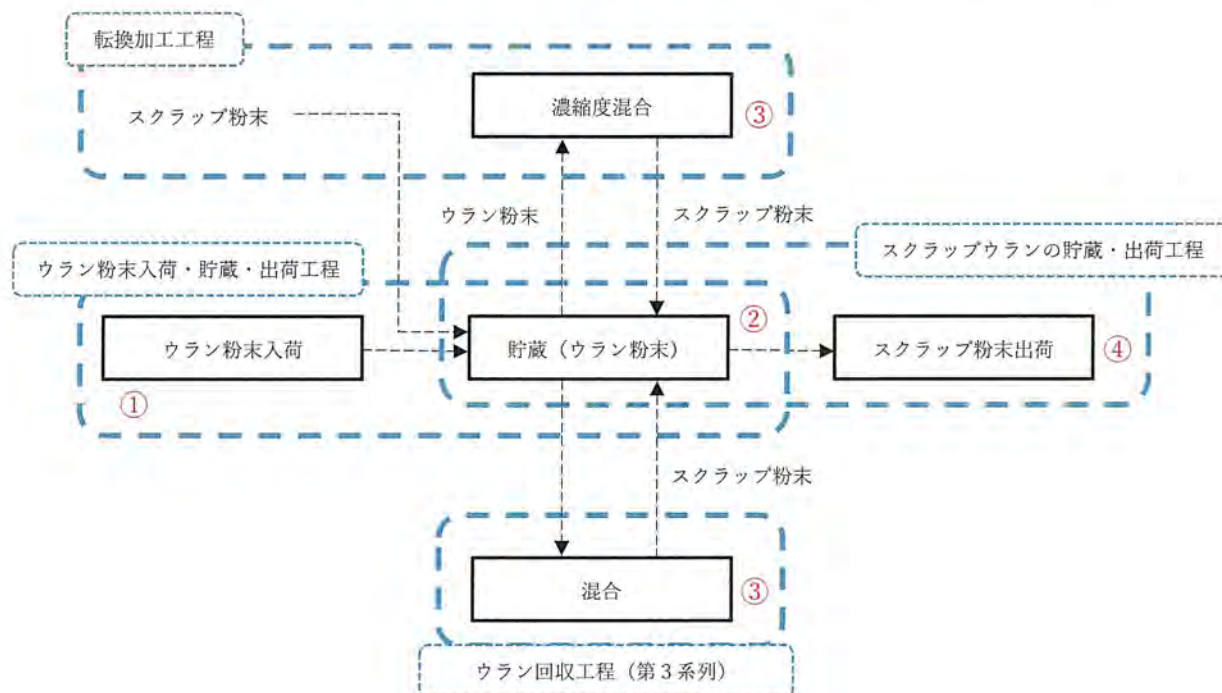 転換加工工程
スクラップ粉末
濃縮度混合
③
ウラン粉末
スクラップ粉末
スクラップウランの貯蔵・出荷工程
ウラン粉末入荷・貯蔵・出荷工程
ウラン粉末入荷
①
貯蔵（ウラン粉末）
②
スクラップ粉末出荷
④
スクラップ粉末
混合
③
ウラン回収工程（第３系列）